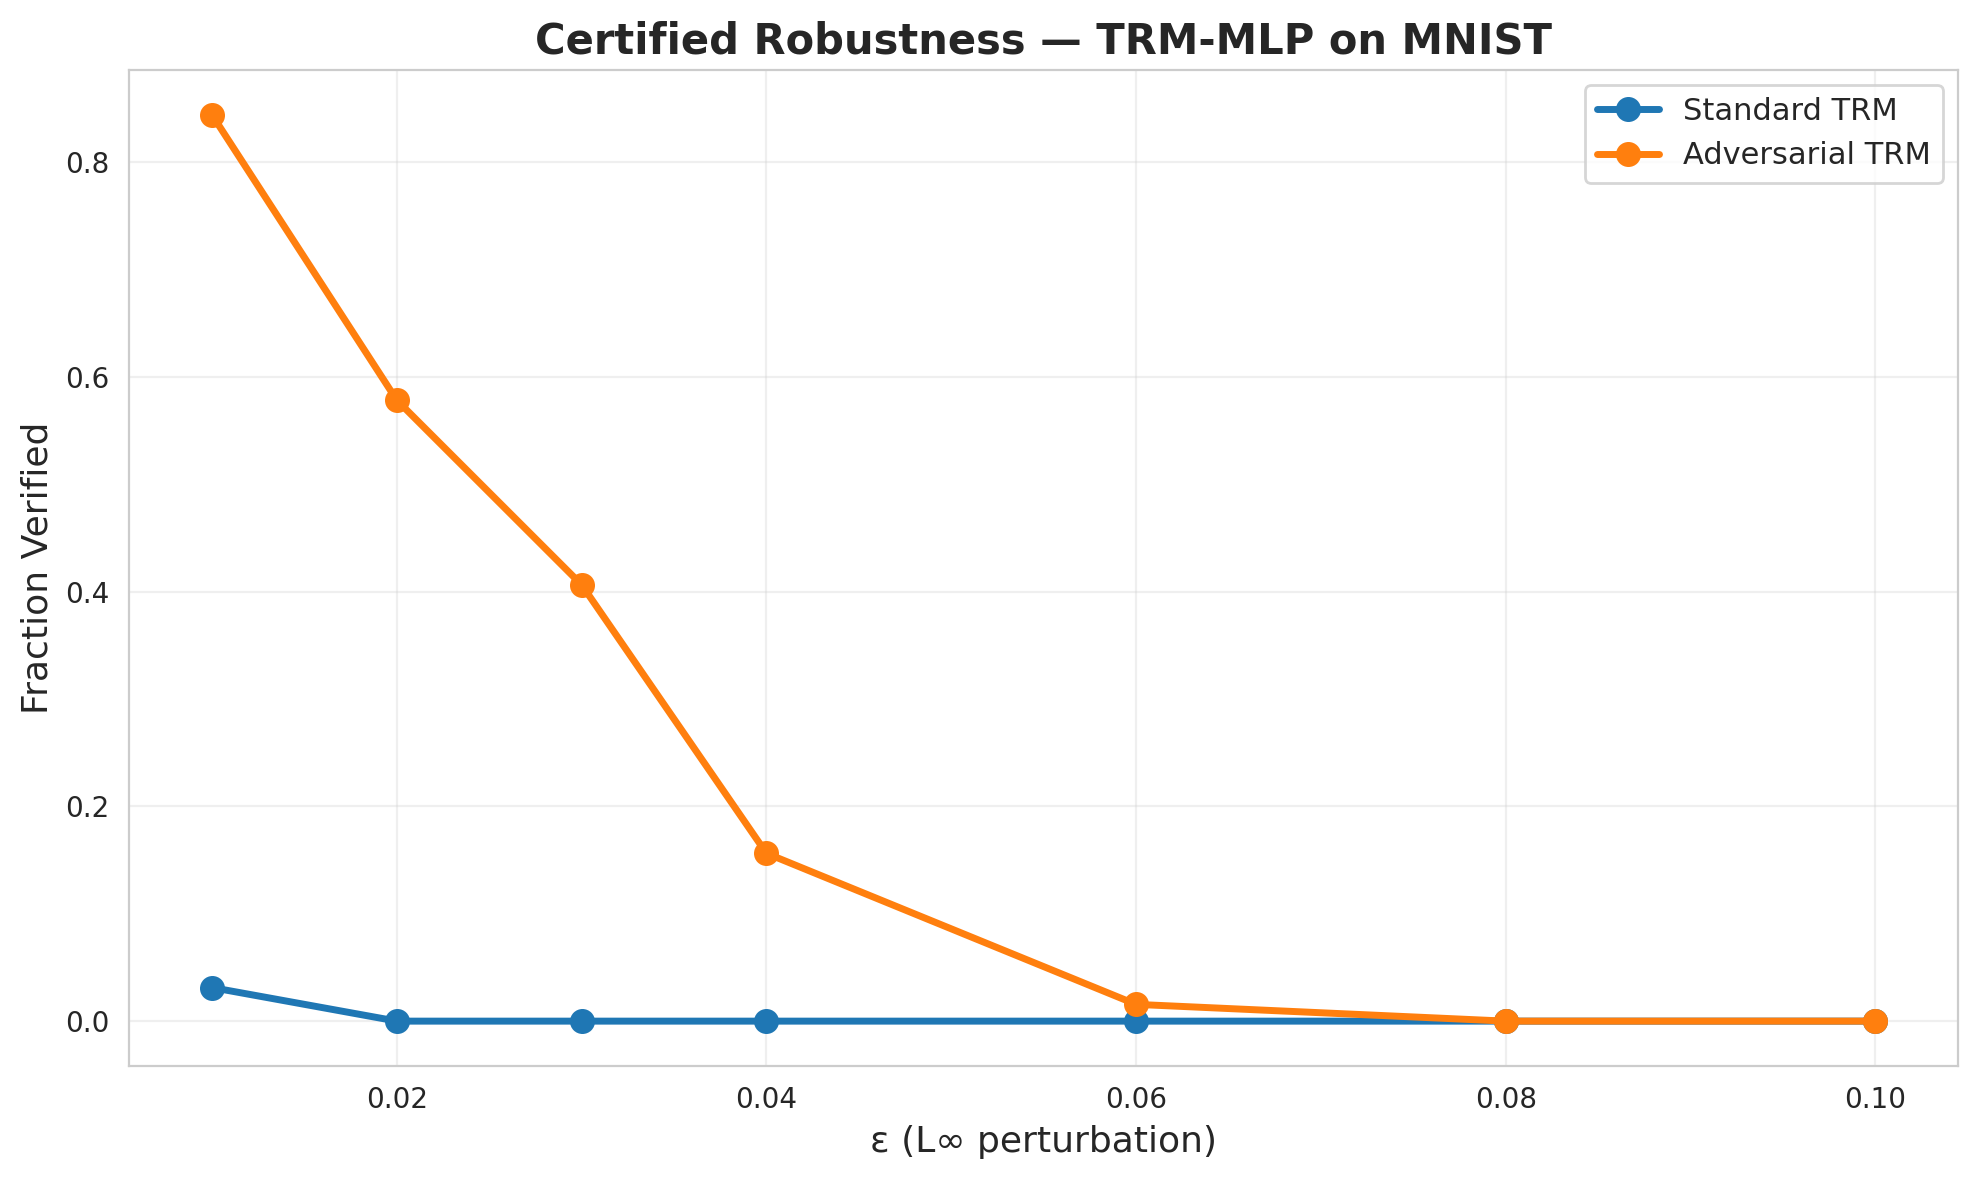 Certified Robustness — TRM-MLP on MNIST
Standard TRM
Adversarial TRM
Fraction Verified
0.8
0.6
0.4
0.2
0.0
0.02
0.04
0.06
0.08
0.10
ε (L∞ perturbation)